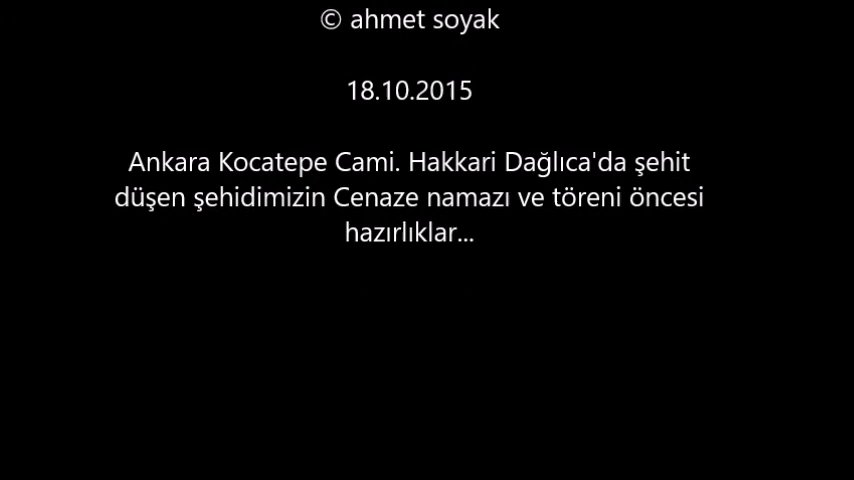 © ahmet soyak
18.10.2015
Ankara Kocatepe Cami. Hakkari Dağlıca'da şehit
düşen şehidimizin Cenaze namazı ve töreni öncesi
hazırlıklar...